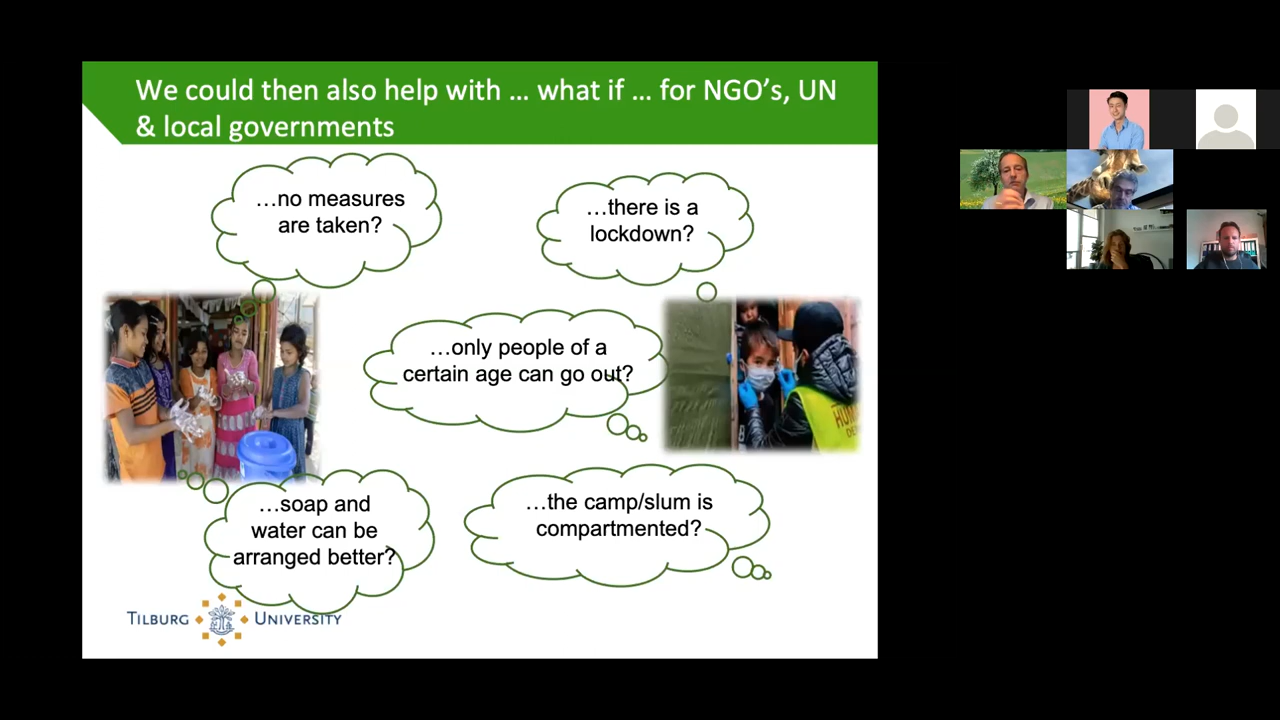 We could then also help with … what if … for NGO’s, UN
& local governments
…no measures
are taken?
…there is a
lockdown?
…only people of a
certain age can go out?
…soap and
water can be
arranged better?
…the camp/slum is
compartmented?
TILBURG UNIVERSITY